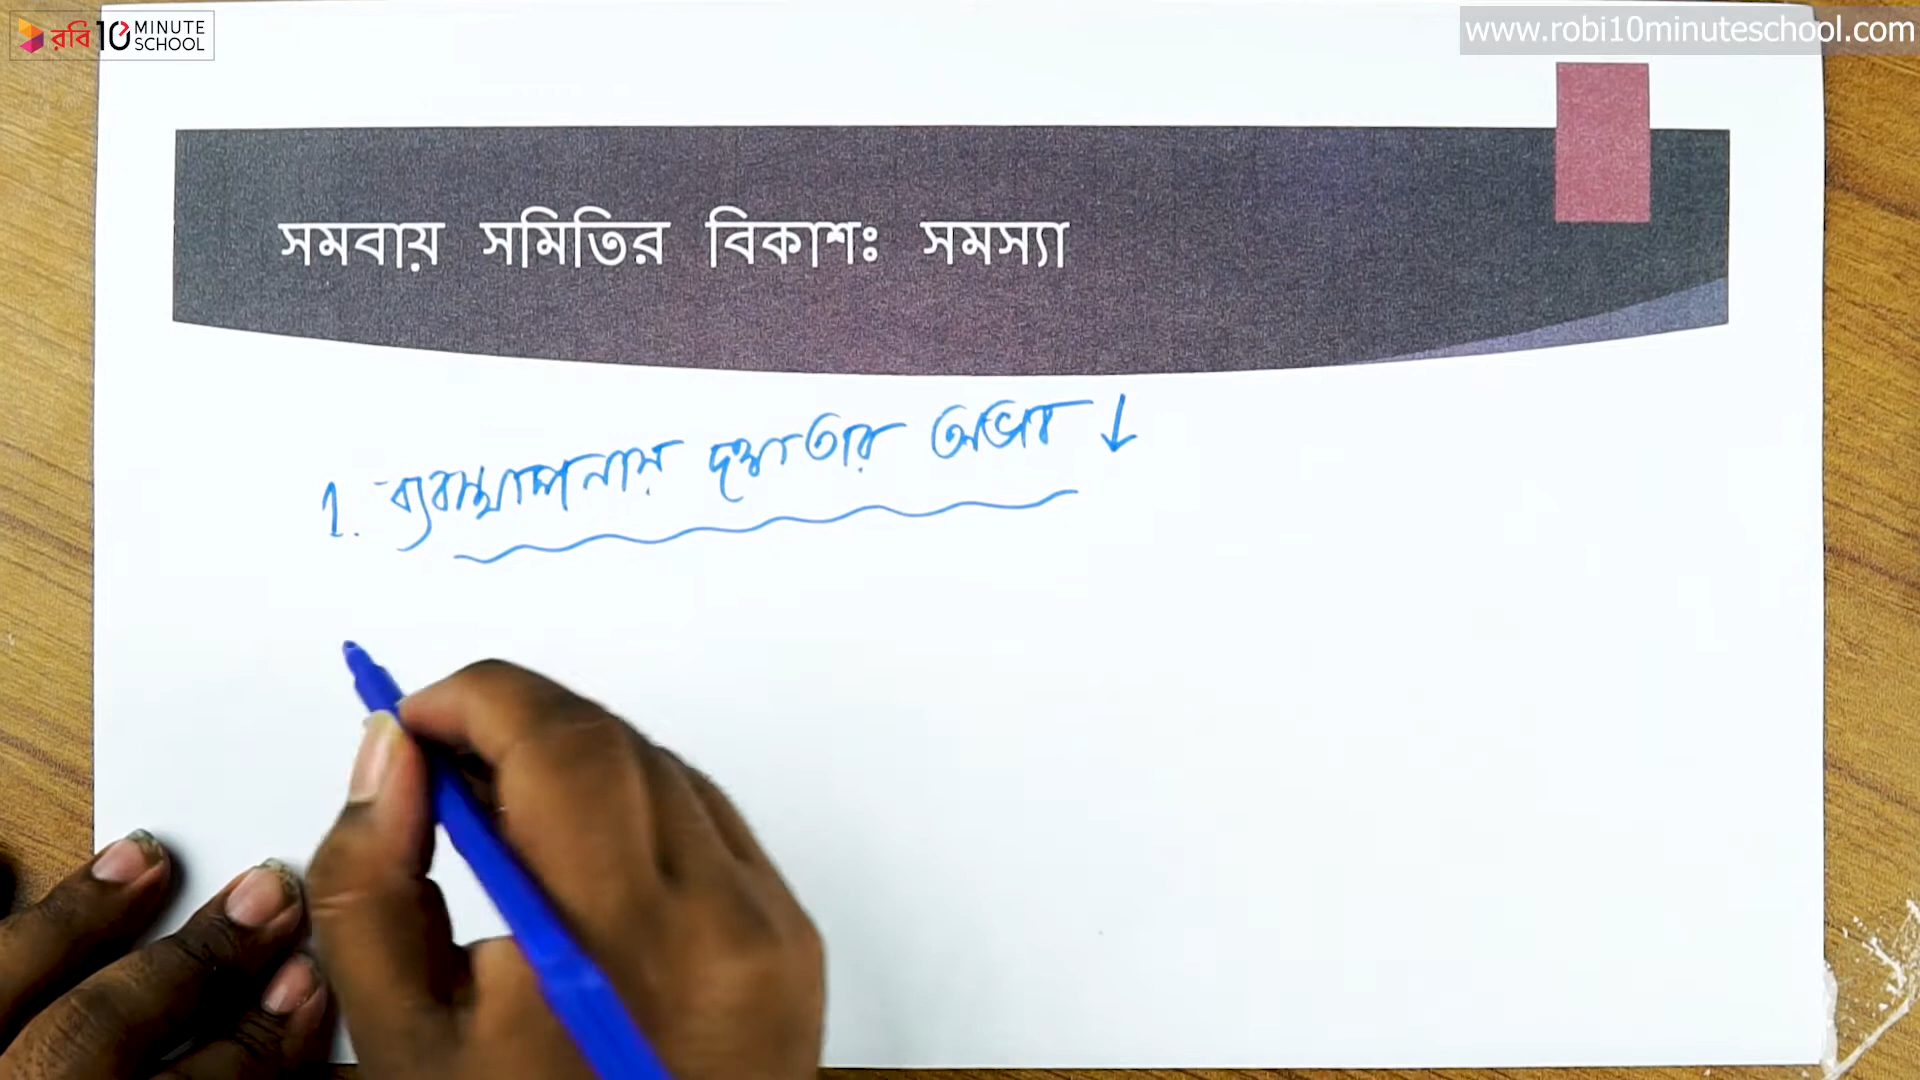 রবি 10 MINUTE SCHOOL
www.robi10minuteschool.com
সমবায় সমিতির বিকাশঃ সমস্যা
1. ব্যবস্থাপনায় দক্ষতার অভাব ↓